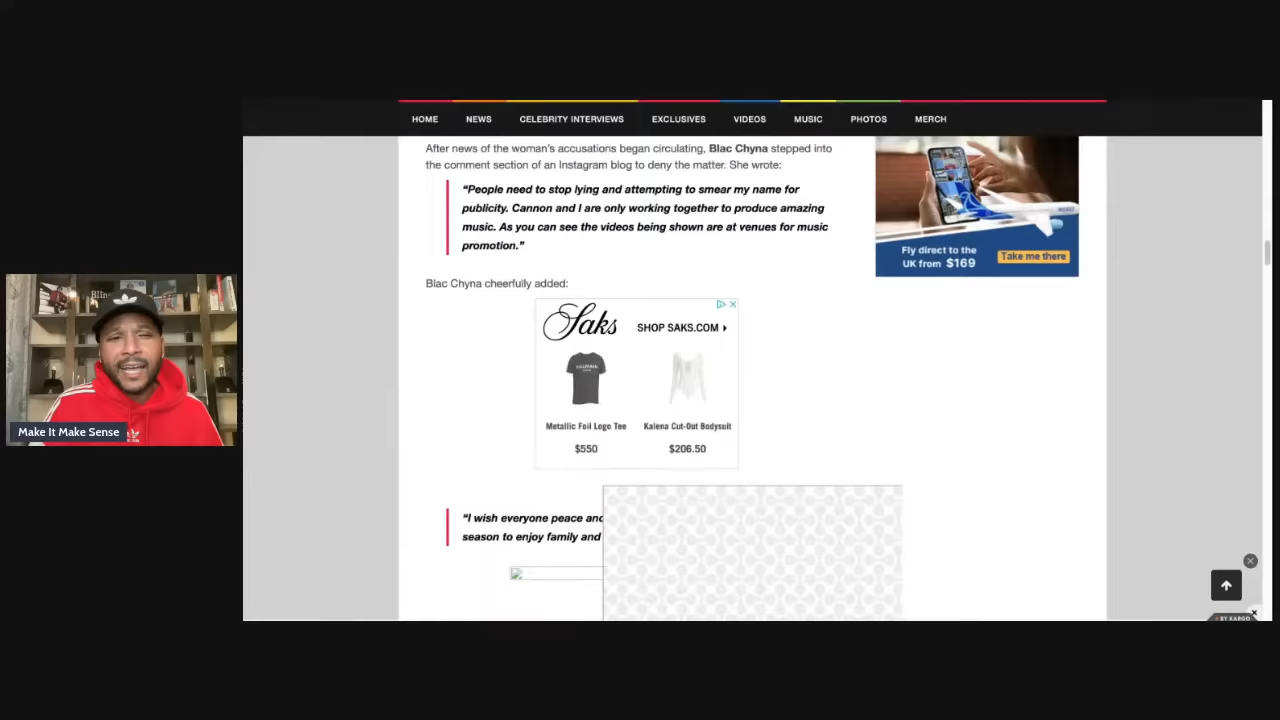 HOME NEWS CELEBRITY INTERVIEWS EXCLUSIVES VIDEOS MUSIC PHOTOS MERCH
After news of the woman's accusations began circulating, Blac Chyna stepped into
the comment section of an Instagram blog to deny the matter. She wrote:
“People need to stop lying and attempting to smear my name for
publicity. Cannon and I are only working together to produce amazing
music. As you can see the videos being shown are at venues for music
promotion.”
Fly direct to the
UK from $169
Take me there
Blac Chyna cheerfully added:
Saks
SHOP SAKS.COM
Metallic Foil Logo Tee
$550
Kalena Cut-Out Bodysuit
$206.50
“I wish everyone peace and
season to enjoy family and
Make It Make Sense
BY KARGO